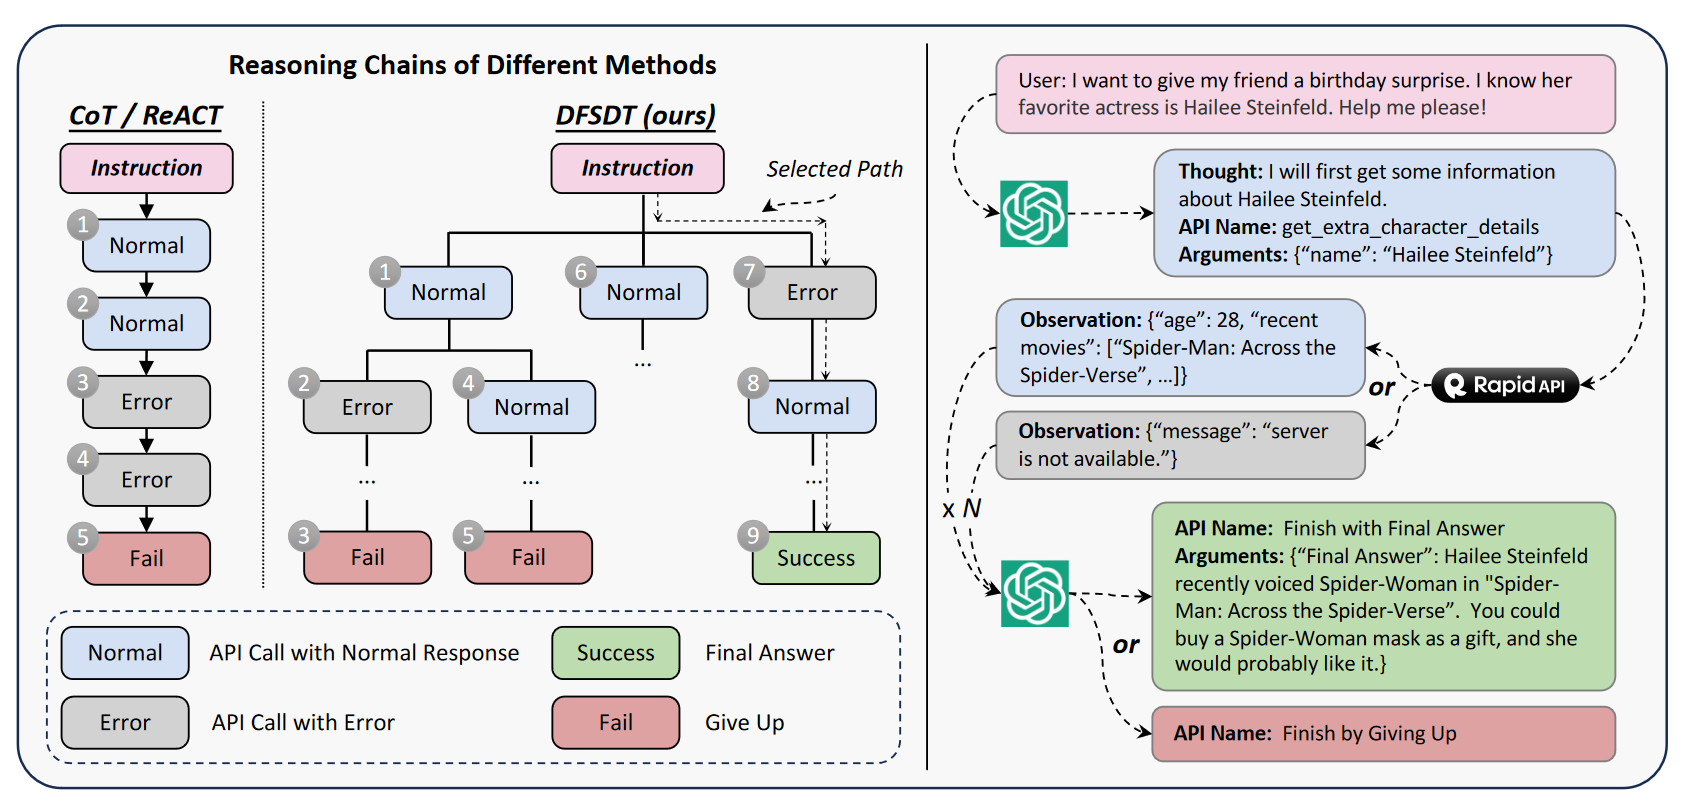 Reasoning Chains of Different Methods
CoT / ReACT
Instruction
1
Normal
2
Normal
3
Error
4
Error
5
Fail
DFSDT (ours)
Instruction
Selected Path
1
Normal
6
Normal
...
7
Error
2
Error
...
4
Normal
...
8
Normal
...
3
Fail
5
Fail
9
Success
Normal
API Call with Normal Response
Success
Final Answer
Error
API Call with Error
Fail
Give Up
User: I want to give my friend a birthday surprise. I know her
favorite actress is Hailee Steinfeld. Help me please!
Thought: I will first get some information
about Hailee Steinfeld.
API Name: get_extra_character_details
Arguments: {“name”: “Hailee Steinfeld”}
Observation: {“age”: 28, “recent
movies”: [“Spider-Man: Across the
Spider-Verse”, …]}
or
Rapid API
Observation: {“message”: “server
is not available.”}
x N
API Name: Finish with Final Answer
Arguments: {“Final Answer”: Hailee Steinfeld
recently voiced Spider-Woman in "Spider-
Man: Across the Spider-Verse”. You could
buy a Spider-Woman mask as a gift, and she
would probably like it.}
or
API Name: Finish by Giving Up